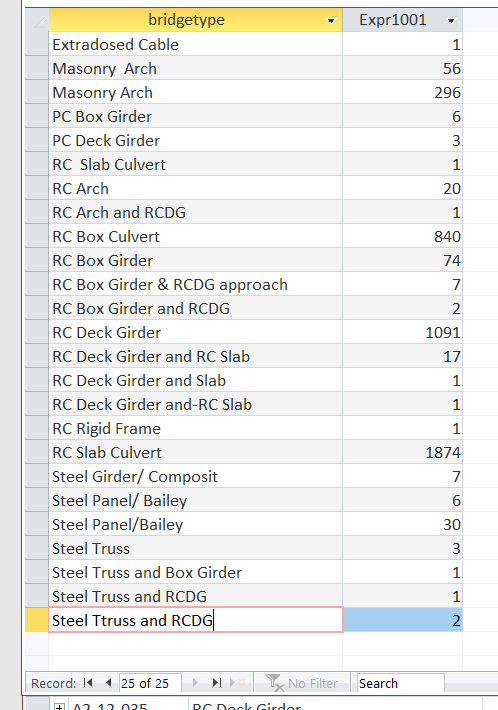 bridgetype Expr1001
Extradosed Cable 1
Masonry  Arch 56
Masonry Arch 296
PC Box Girder 6
PC Deck Girder 3
RC  Slab Culvert 1
RC Arch 20
RC Arch and RCDG 1
RC Box Culvert 840
RC Box Girder 74
RC Box Girder & RCDG approach 7
RC Box Girder and RCDG 2
RC Deck Girder 1091
RC Deck Girder and RC Slab 17
RC Deck Girder and Slab 1
RC Deck Girder and-RC Slab 1
RC Rigid Frame 1
RC Slab Culvert 1874
Steel Girder/ Composit 7
Steel Panel/ Bailey 6
Steel Panel/Bailey 30
Steel Truss 3
Steel Truss and Box Girder 1
Steel Truss and RCDG 1
Steel Ttruss and RCDG 2
Record: 25 of 25 No Filter Search
A2-12-035 RC Deck Girder